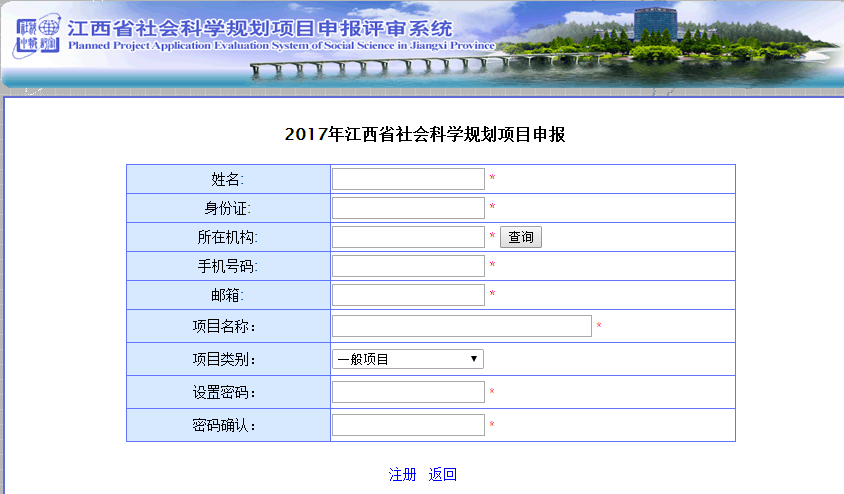 江西省社会科学规划项目申报评审系统
Planned Project Application Evaluation System of Social Science in Jiangxi Province
2017年江西省社会科学规划项目申报
姓名: *
身份证: *
所在机构: * 查询
手机号码: *
邮箱: *
项目名称： *
项目类别： 一般项目
设置密码： *
密码确认： *
注册 返回